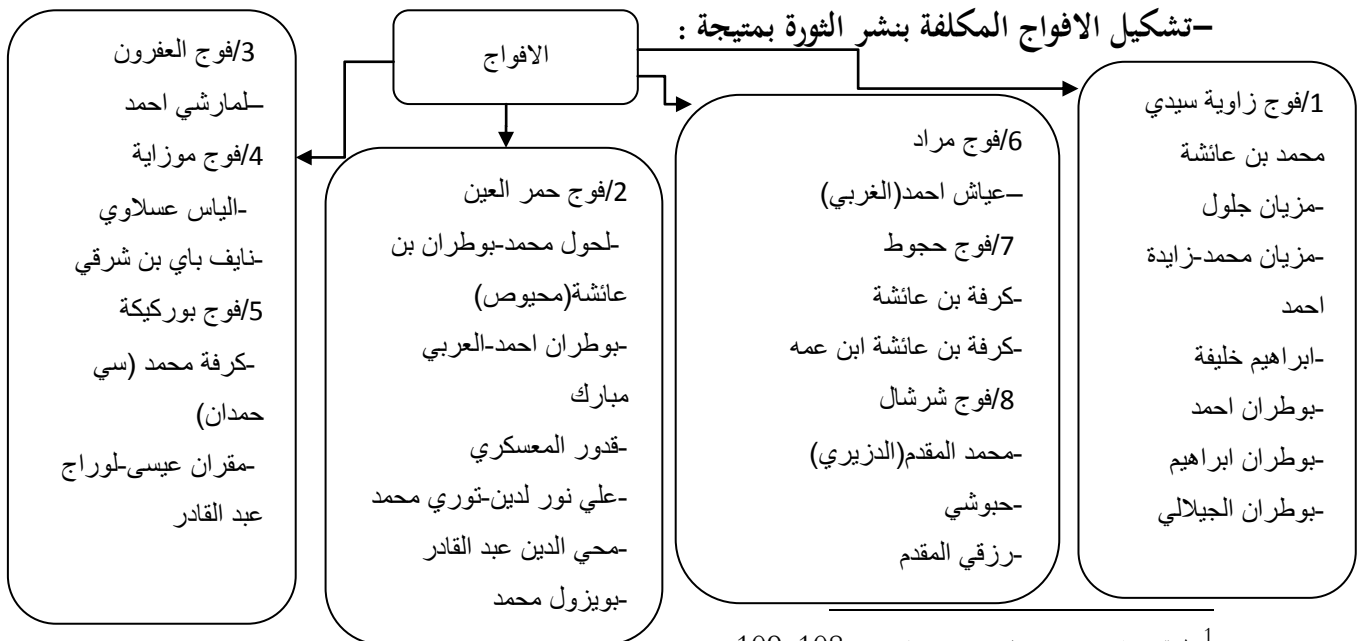 –تشكيل الافواج المكلفة بنشر الثورة بمتيجة :
الافواج
1/فوج زاوية سيدي
محمد بن عائشة
-مزيان جلول
-مزيان محمد-زايدة
احمد
-ابراهيم خليفة
-بوطران احمد
-بوطران ابراهيم
-بوطران الجيلالي
6/فوج مراد
–عياش احمد(الغربي)
7/فوج حجوط
-كرفة بن عائشة
-كرفة بن عائشة ابن عمه
8/فوج شرشال
-محمد المقدم(الدزيري)
-حبوشي
-رزقي المقدم
2/فوج حمر العين
-لحول محمد-بوطران بن
عائشة(محيوص)
-بوطران احمد-العربي
مبارك
-قدور المعسكري
-علي نور لدين-توري محمد
-محي الدين عبد القادر
-بويزول محمد
3/فوج العفرون
–لمارشي احمد
4/فوج موزاية
-الياس عسلاوي
-نايف باي بن شرقي
5/فوج بوركيكة
-كرفة محمد (سي
حمدان)
-مقران عيسى-لوراج
عبد القادر
1